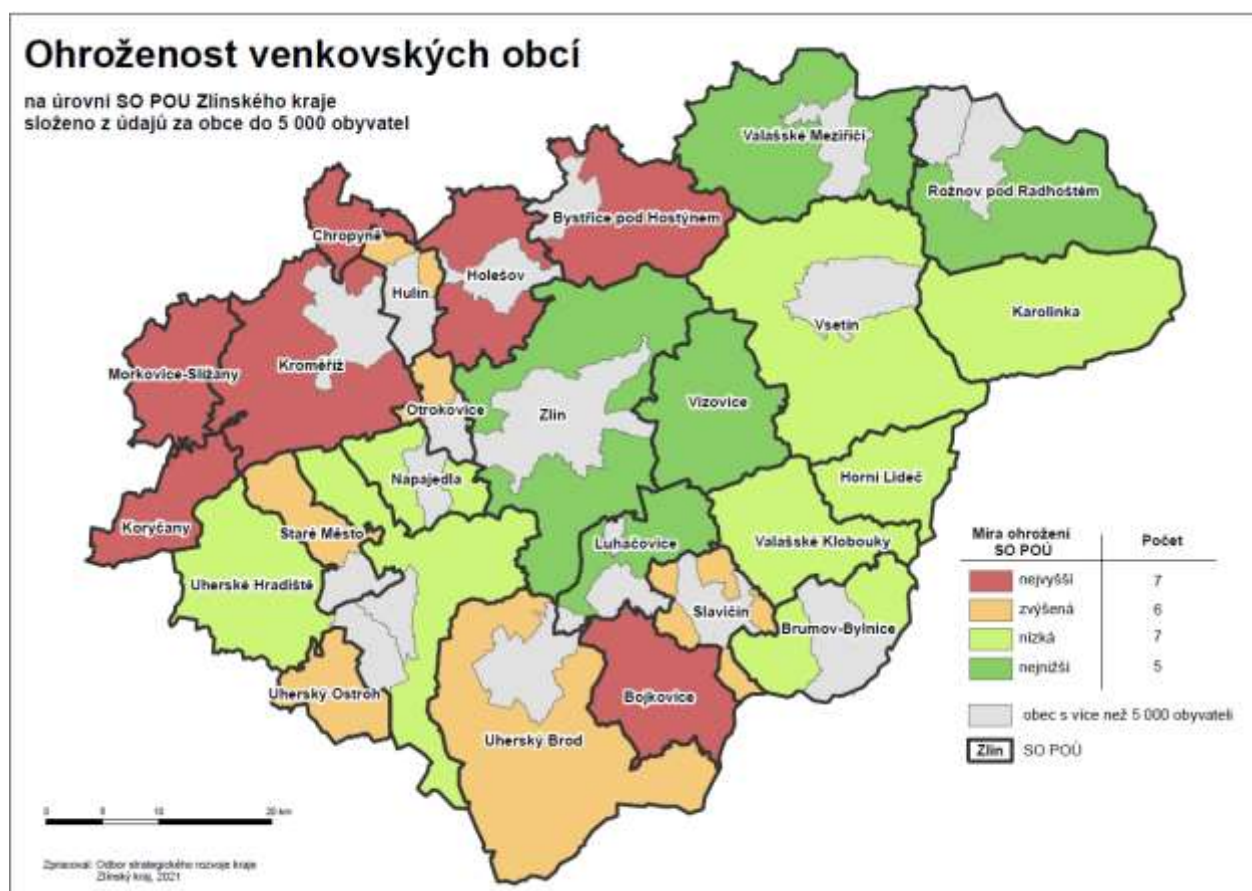 Ohroženost venkovských obcí
na úrovní SO POU Zlínského kraje
složeno z údajů za obce do 5 000 obyvatel
Valašské Meziříčí
Rožnov pod Radhoštěm
Bystřice pod Hostýnem
Chropyně
Holešov
Hulín
Karolinka
Vsetín
Kroměříž
Morkovice-Slížany
Otrokovice
Zlín
Vizovice
Napajedla
Horní Lideč
Koryčany
Staré Město
Luhačovice
Valašské Klobouky
Uherské Hradiště
Slavičín
Brumov-Bylnice
Uherský Ostroh
Bojkovice
Uherský Brod
Míra ohrožení SO POÚ Počet
nejvyšší 7
zvýšená 6
nízká 7
nejnižší 5
obec s více než 5 000 obyvateli
Zlín SO POÚ
0 5 10 20 km
Zpracoval: Odbor strategického rozvoje kraje
Zlínský kraj, 2021